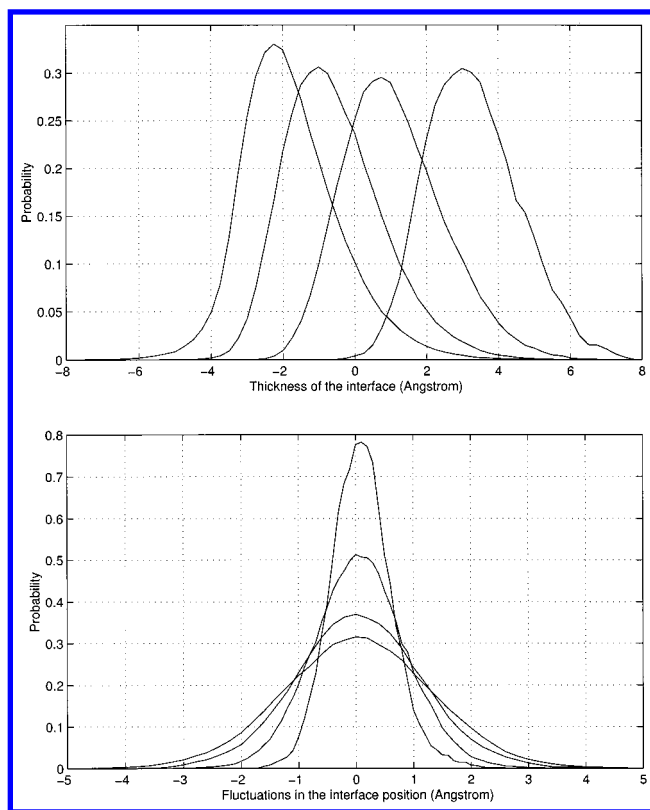 0.3
0.25
0.2
0.15
0.1
0.05
0
Probability
−8 −6 −4 −2 0 2 4 6 8
Thickness of the interface (Angstrom)
0.8
0.7
0.6
0.5
0.4
0.3
0.2
0.1
0
Probability
−5 −4 −3 −2 −1 0 1 2 3 4 5
Fluctuations in the interface position (Angstrom)